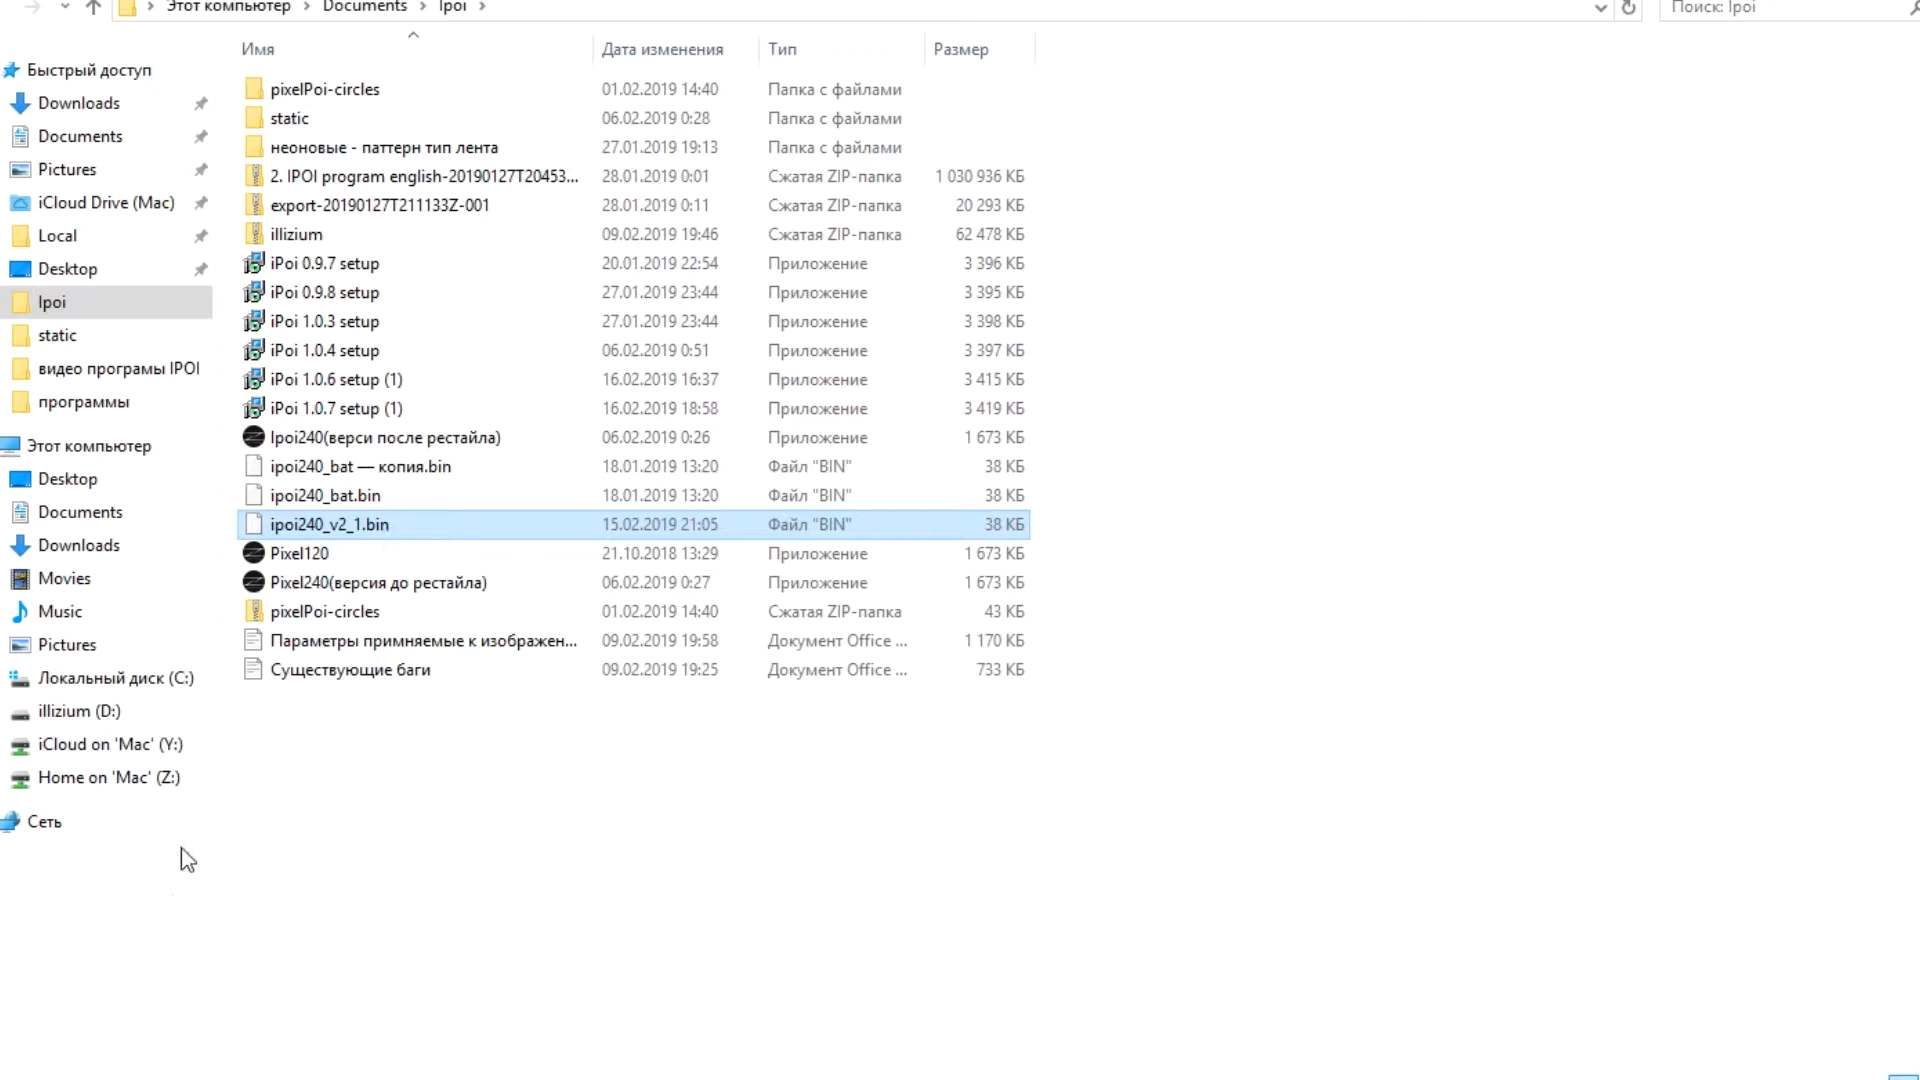 Этот компьютер > Documents > Ipoi >
Поиск: Ipoi
Имя Дата изменения Тип Размер
Быстрый доступ
Downloads
Documents
Pictures
iCloud Drive (Mac)
Local
Desktop
Ipoi
static
видео програмы IPOI
программы
Этот компьютер
Desktop
Documents
Downloads
Movies
Music
Pictures
Локальный диск (C:)
illizium (D:)
iCloud on 'Mac' (Y:)
Home on 'Mac' (Z:)
Сеть
pixelPoi-circles 01.02.2019 14:40 Папка с файлами
static 06.02.2019 0:28 Папка с файлами
неоновые - паттерн тип лента 27.01.2019 19:13 Папка с файлами
2. IPOI program english-20190127T20453... 28.01.2019 0:01 Сжатая ZIP-папка 1 030 936 КБ
export-20190127T211133Z-001 28.01.2019 0:11 Сжатая ZIP-папка 20 293 КБ
illizium 09.02.2019 19:46 Сжатая ZIP-папка 62 478 КБ
iPoi 0.9.7 setup 20.01.2019 22:54 Приложение 3 396 КБ
iPoi 0.9.8 setup 27.01.2019 23:44 Приложение 3 395 КБ
iPoi 1.0.3 setup 27.01.2019 23:44 Приложение 3 398 КБ
iPoi 1.0.4 setup 06.02.2019 0:51 Приложение 3 397 КБ
iPoi 1.0.6 setup (1) 16.02.2019 16:37 Приложение 3 415 КБ
iPoi 1.0.7 setup (1) 16.02.2019 18:58 Приложение 3 419 КБ
Ipoi240(верси после рестайла) 06.02.2019 0:26 Приложение 1 673 КБ
ipoi240_bat — копия.bin 18.01.2019 13:20 Файл "BIN" 38 КБ
ipoi240_bat.bin 18.01.2019 13:20 Файл "BIN" 38 КБ
ipoi240_v2_1.bin 15.02.2019 21:05 Файл "BIN" 38 КБ
Pixel120 21.10.2018 13:29 Приложение 1 673 КБ
Pixel240(версия до рестайла) 06.02.2019 0:27 Приложение 1 673 КБ
pixelPoi-circles 01.02.2019 14:40 Сжатая ZIP-папка 43 КБ
Параметры примняемые к изображен... 09.02.2019 19:58 Документ Office ... 1 170 КБ
Существующие баги 09.02.2019 19:25 Документ Office ... 733 КБ